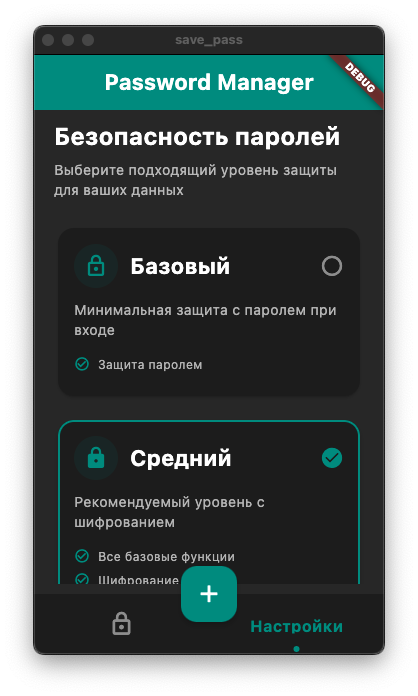 save_pass
Password Manager
DEBUG
Безопасность паролей
Выберите подходящий уровень защиты
для ваших данных
Базовый
Минимальная защита с паролем при
входе
Защита паролем
Средний
Рекомендуемый уровень с
шифрованием
Все базовые функции
Шифрование
Настройки